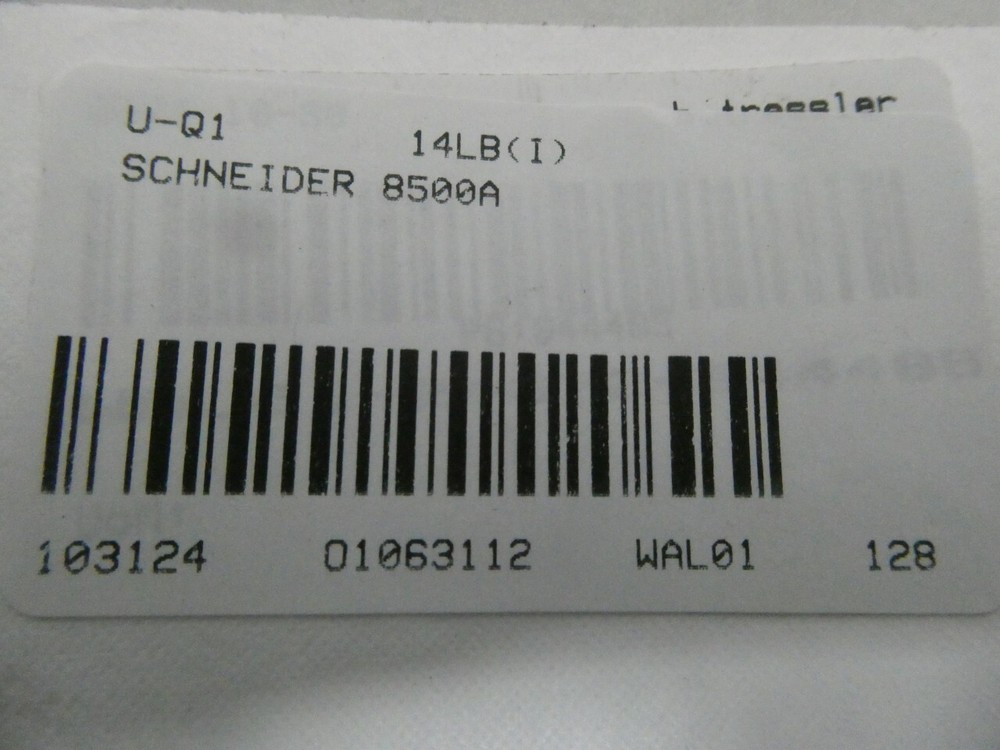 U-Q1 14LB(I)
SCHNEIDER 8500A
103124 01063112 WAL01 128